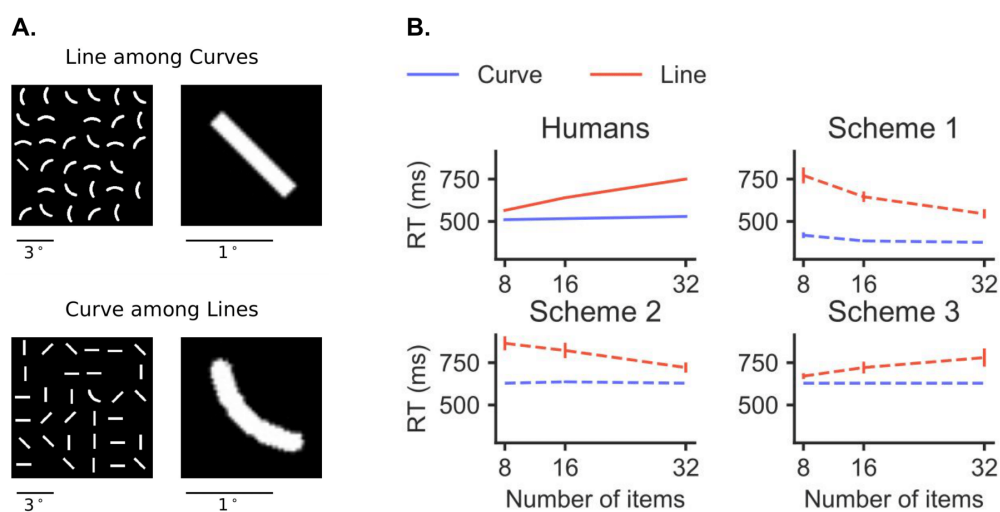 A.
Line among Curves
3°
1°
Curve among Lines
3°
1°
B.
Curve
Line
Humans
RT (ms)
750
500
8
16
32
Scheme 1
750
500
8
16
32
Scheme 2
RT (ms)
750
500
8
16
32
Number of items
Scheme 3
750
500
8
16
32
Number of items